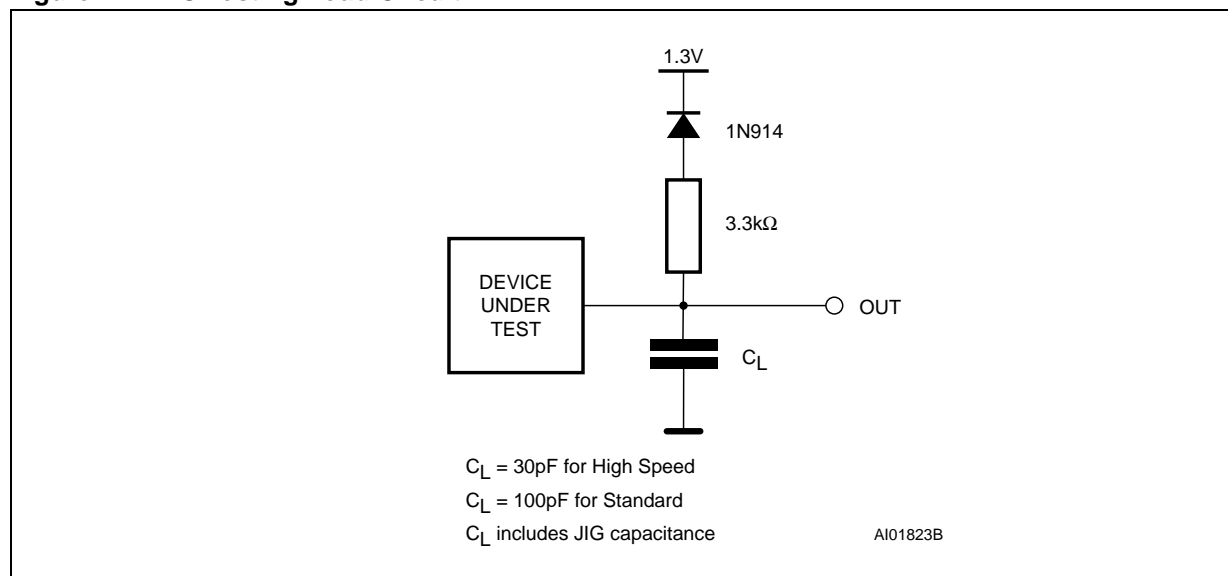 1.3V
1N914
3.3kΩ
DEVICE
UNDER
TEST
OUT
CL
CL = 30pF for High Speed
CL = 100pF for Standard
CL includes JIG capacitance
AI01823B